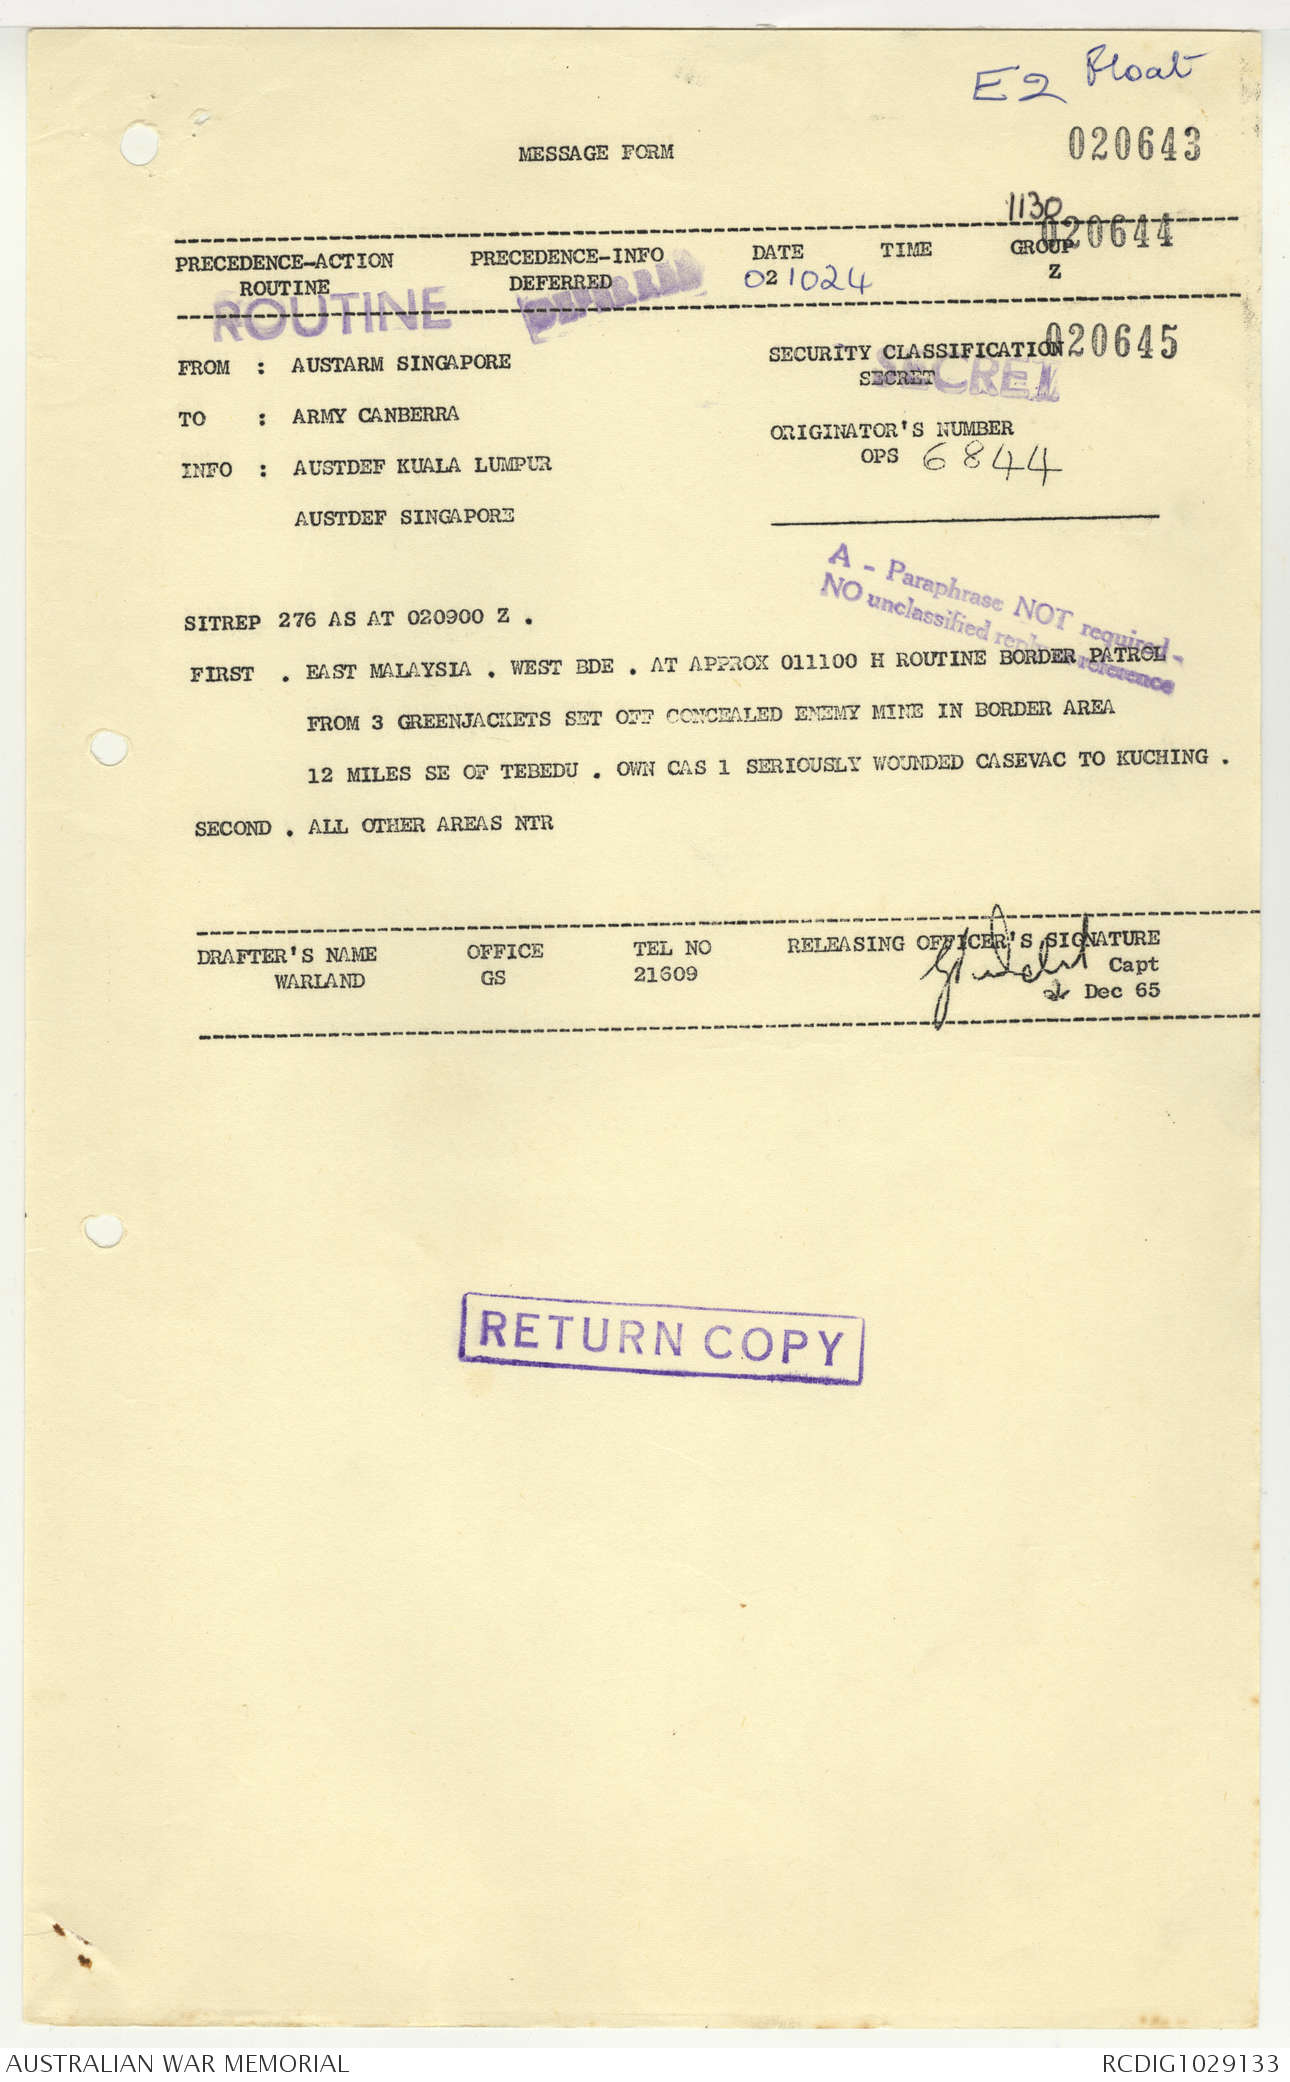 E2 Float
020643
MESSAGE FORM
1130
020644
PRECEDENCE-ACTION PRECEDENCE-INFO DATE TIME GROUP
ROUTINE DEFERRED 021024 Z
ROUTINE DEFERRED
020645
FROM : AUSTARM SINGAPORE SECURITY CLASSIFICATION
SECRET
SECRET
TO : ARMY CANBERRA
ORIGINATOR'S NUMBER
INFO : AUSTDEF KUALA LUMPUR OPS 6844
AUSTDEF SINGAPORE
A - Paraphrase NOT required -
NO unclassified reference
SITREP 276 AS AT 020900 Z .
FIRST . EAST MALAYSIA . WEST BDE . AT APPROX 011100 H ROUTINE BORDER PATROL
FROM 3 GREENJACKETS SET OFF CONCEALED ENEMY MINE IN BORDER AREA
12 MILES SE OF TEBEDU . OWN CAS 1 SERIOUSLY WOUNDED CASEVAC TO KUCHING .
SECOND . ALL OTHER AREAS NTR
DRAFTER'S NAME OFFICE TEL NO RELEASING OFFICER'S SIGNATURE
WARLAND GS 21609 Capt
2 Dec 65
RETURN COPY
AUSTRALIAN WAR MEMORIAL RCDIG1029133